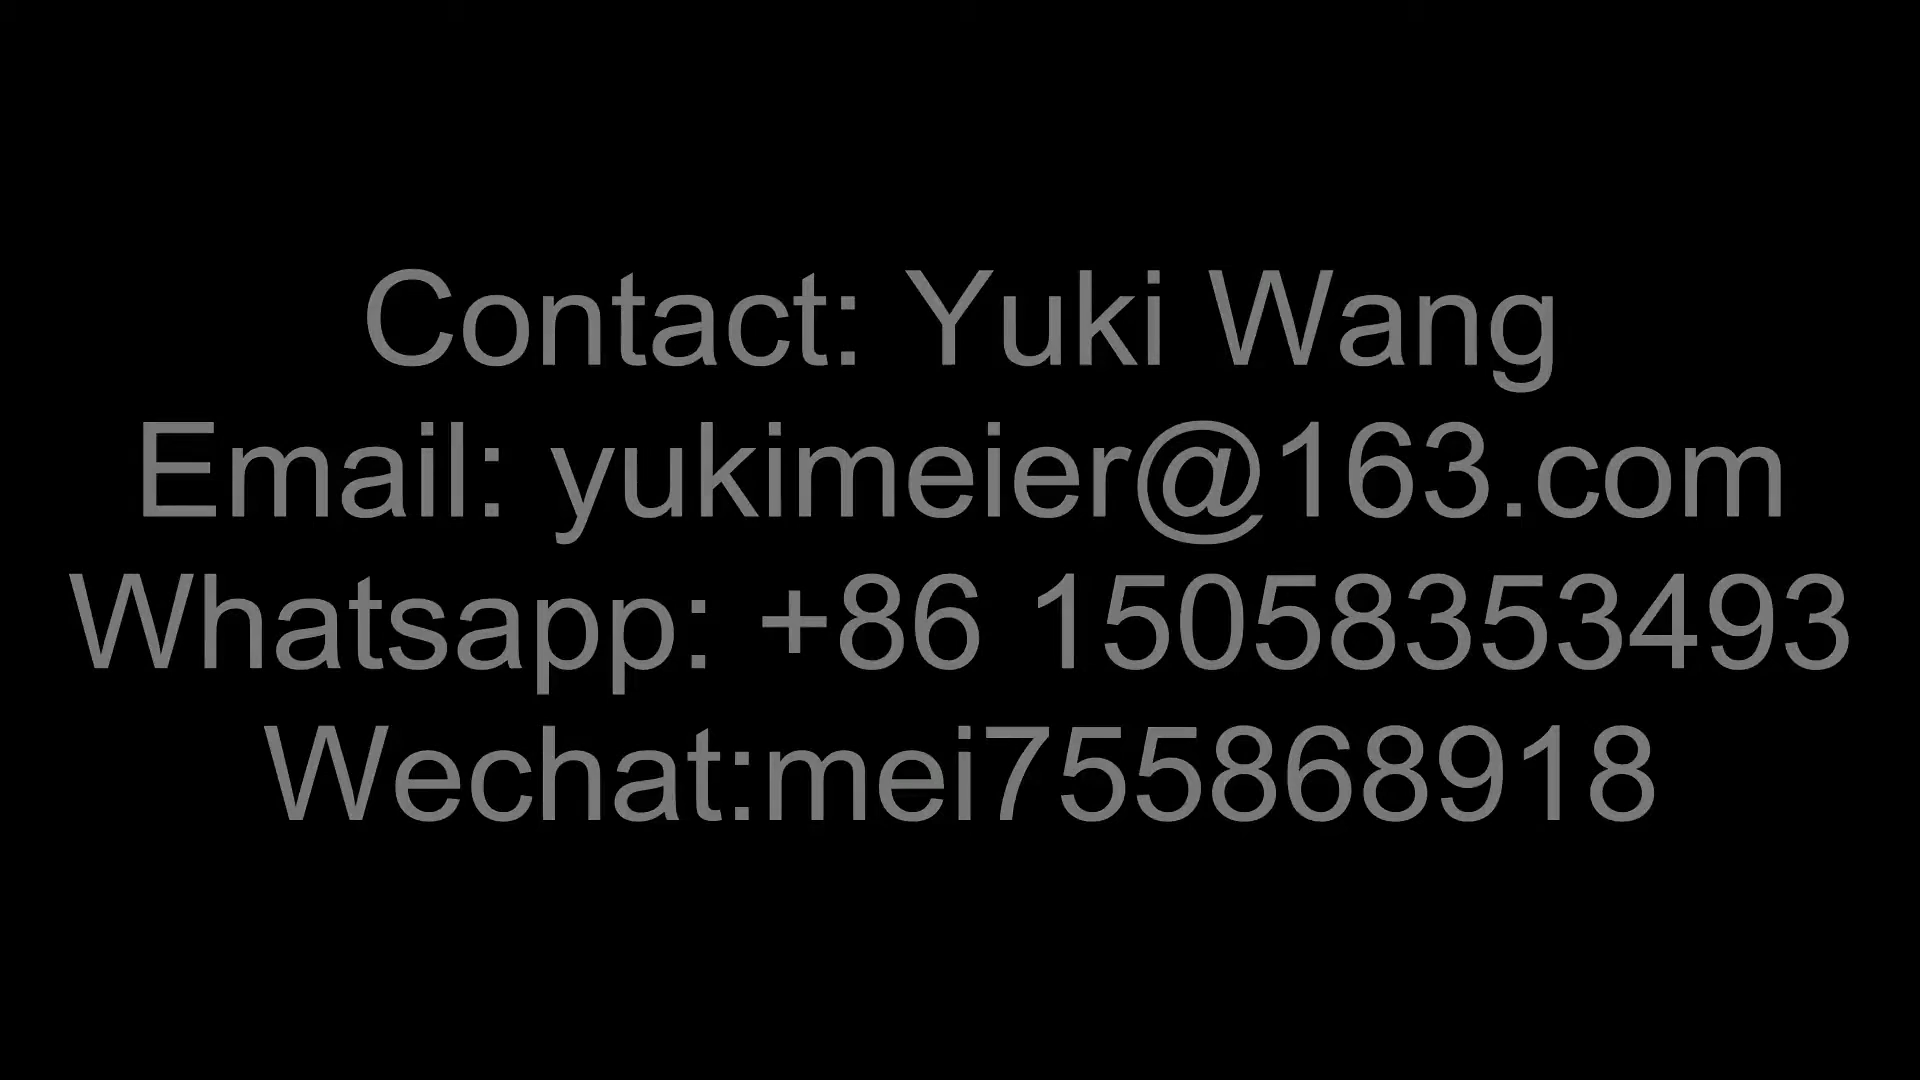 Contact: Yuki Wang
Email: yukimeier@163.com
Whatsapp: +86 15058353493
Wechat:mei755868918